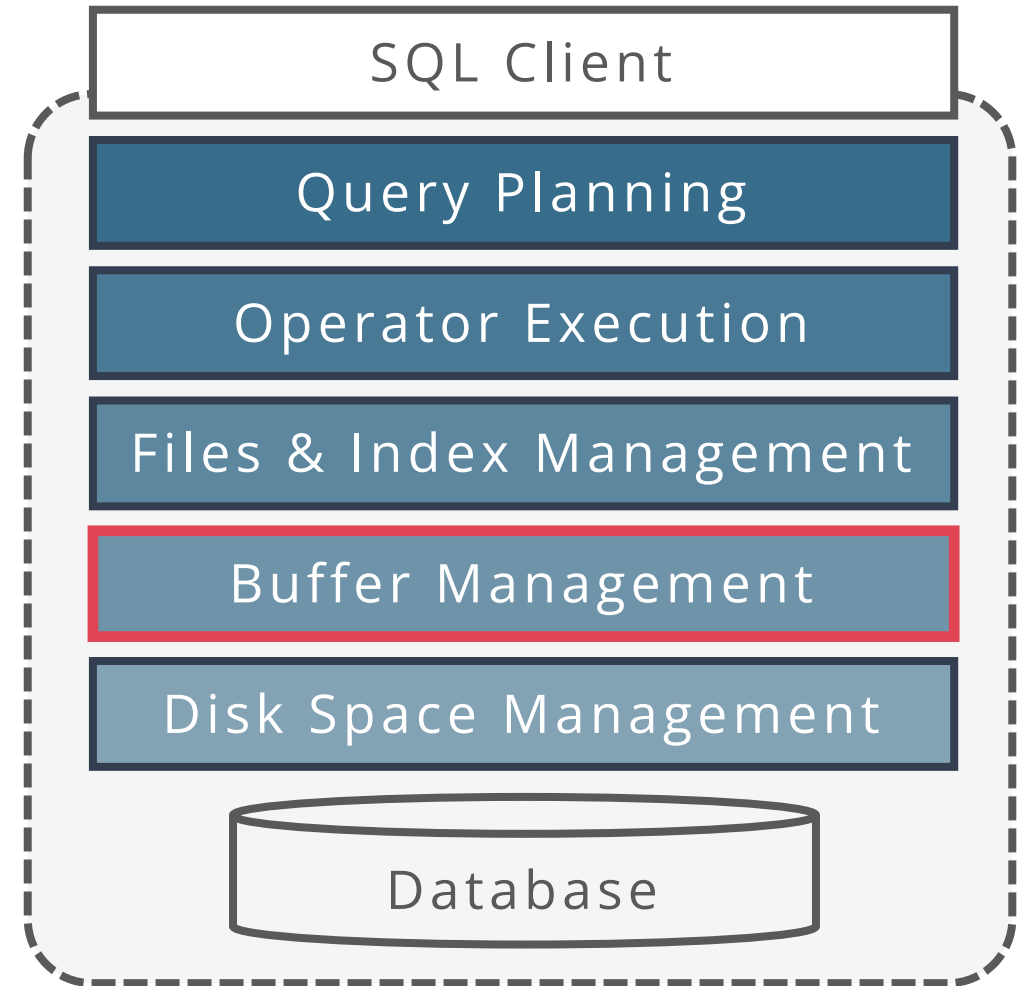 SQL Client
Query Planning
Operator Execution
Files & Index Management
Buffer Management
Disk Space Management
Database